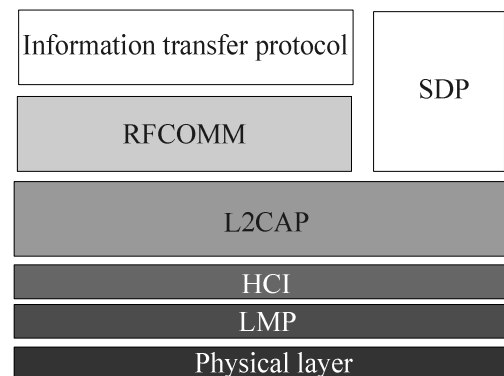 Information transfer protocol
SDP
RFCOMM
L2CAP
HCI
LMP
Physical layer